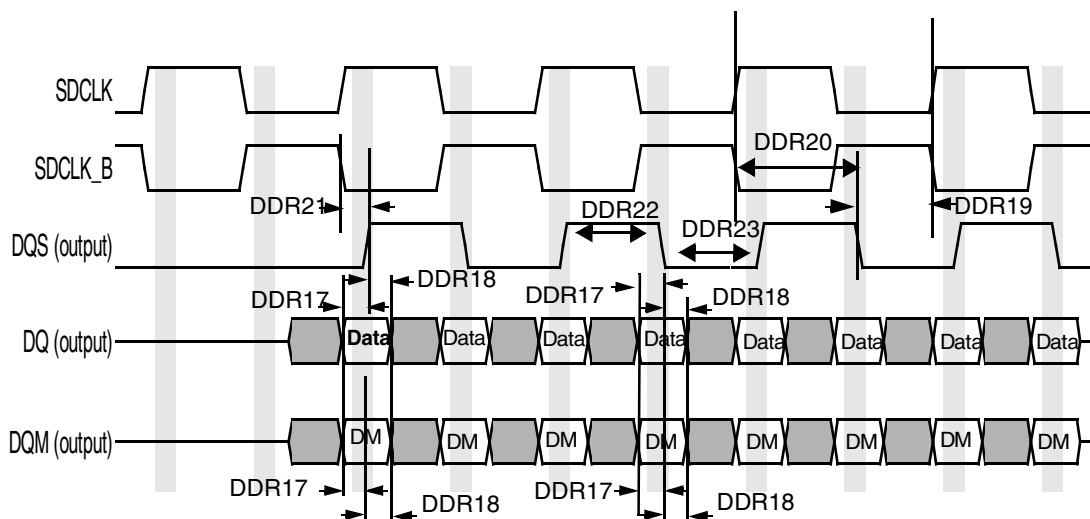 SDCLK
SDCLK_B
DDR20
DDR21
DDR22
DDR23
DDR19
DQS (output)
DDR17
DDR18
DDR17
DDR18
DQ (output)
Data Data Data Data Data Data Data Data
DQM (output)
DM DM DM DM DM DM DM DM
DDR17
DDR18
DDR17
DDR18